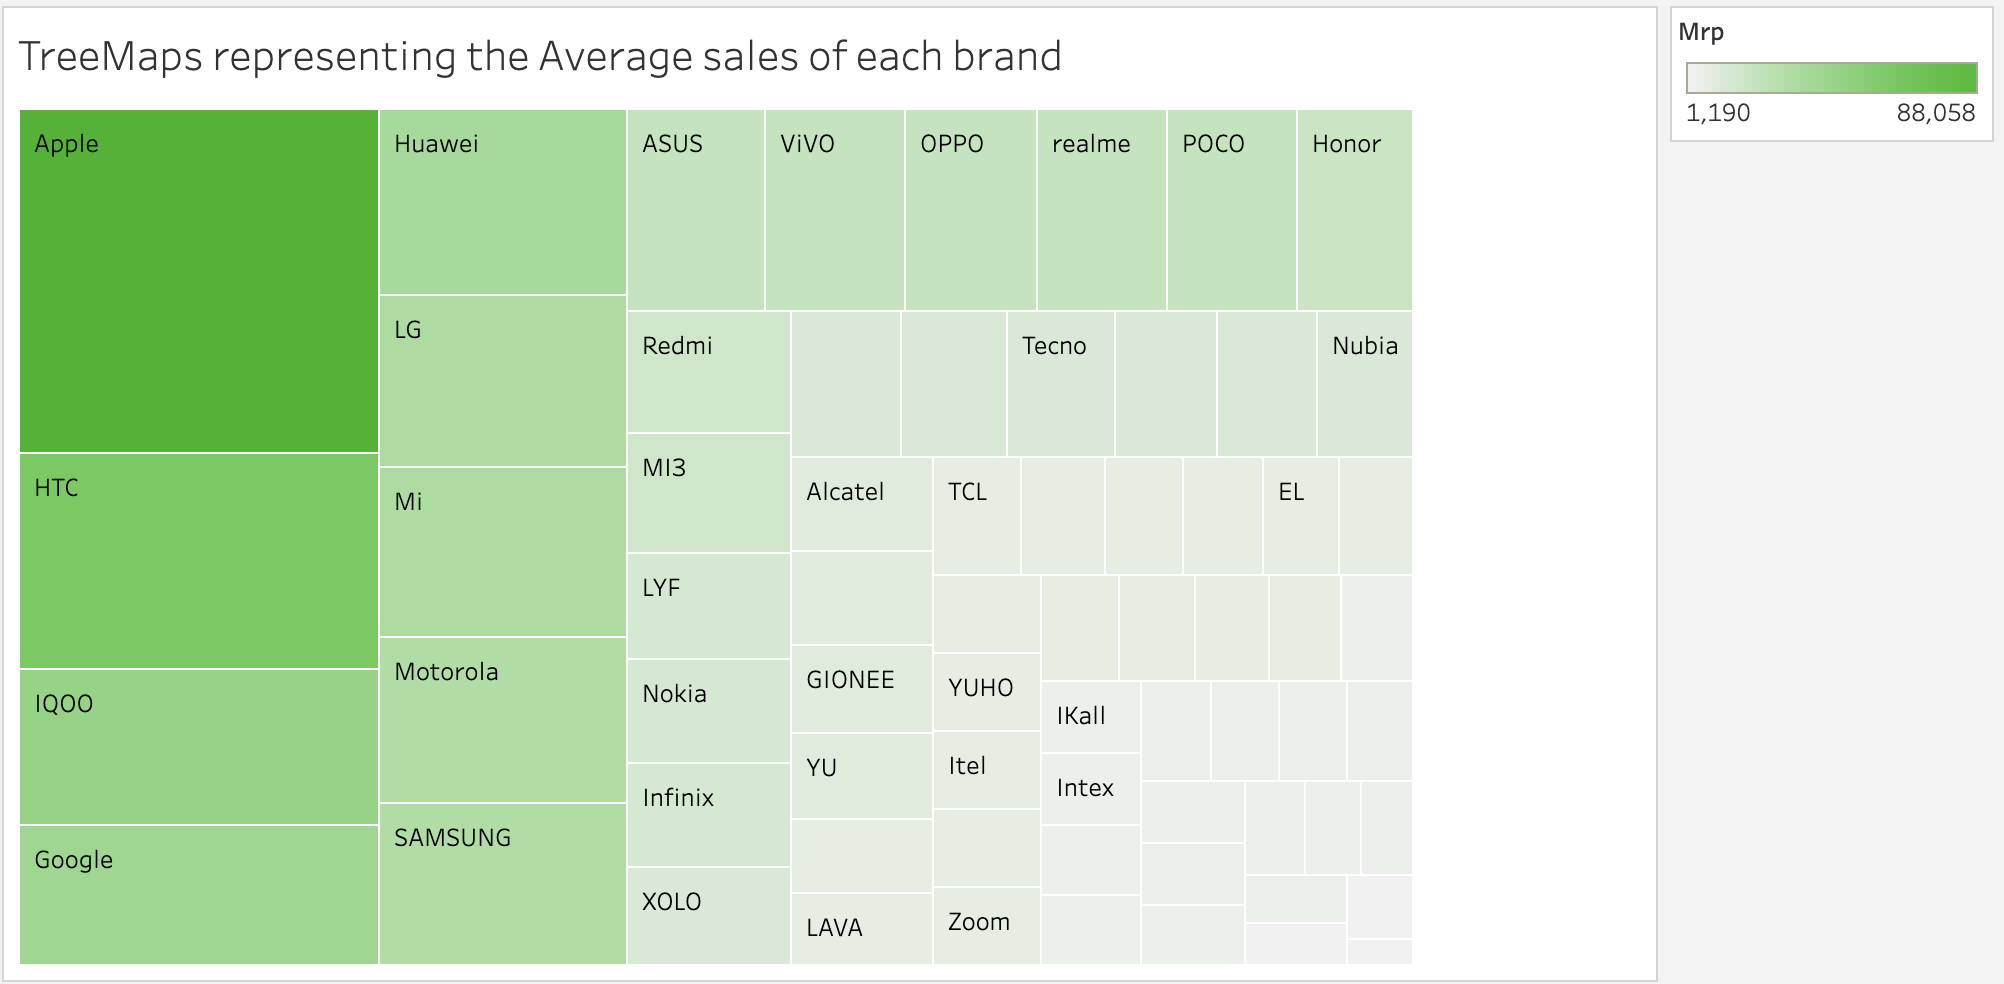 TreeMaps representing the Average sales of each brand
Mrp
1,190 88,058
Apple
HTC
IQOO
Google
Huawei
LG
Mi
Motorola
SAMSUNG
ASUS
ViVO
OPPO
realme
POCO
Honor
Redmi
MI3
LYF
Nokia
Infinix
XOLO
Tecno
Nubia
Alcatel
GIONEE
YU
LAVA
TCL
EL
YUHO
Itel
Zoom
IKall
Intex